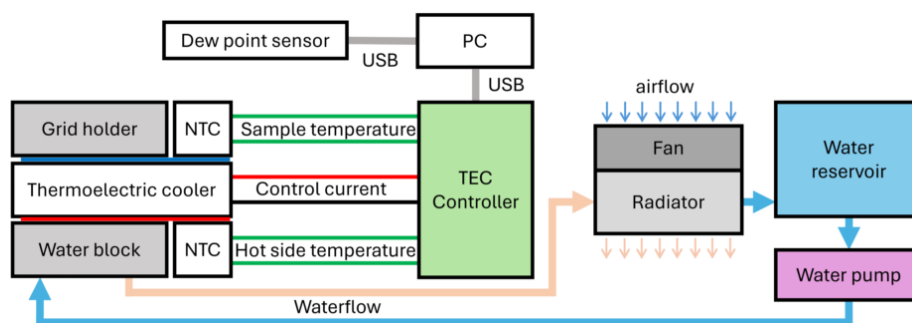 Dew point sensor
PC
USB
USB
Grid holder
NTC
Sample temperature
Thermoelectric cooler
Control current
TEC
Controller
Water block
NTC
Hot side temperature
Waterflow
airflow
Fan
Radiator
Water
reservoir
Water pump